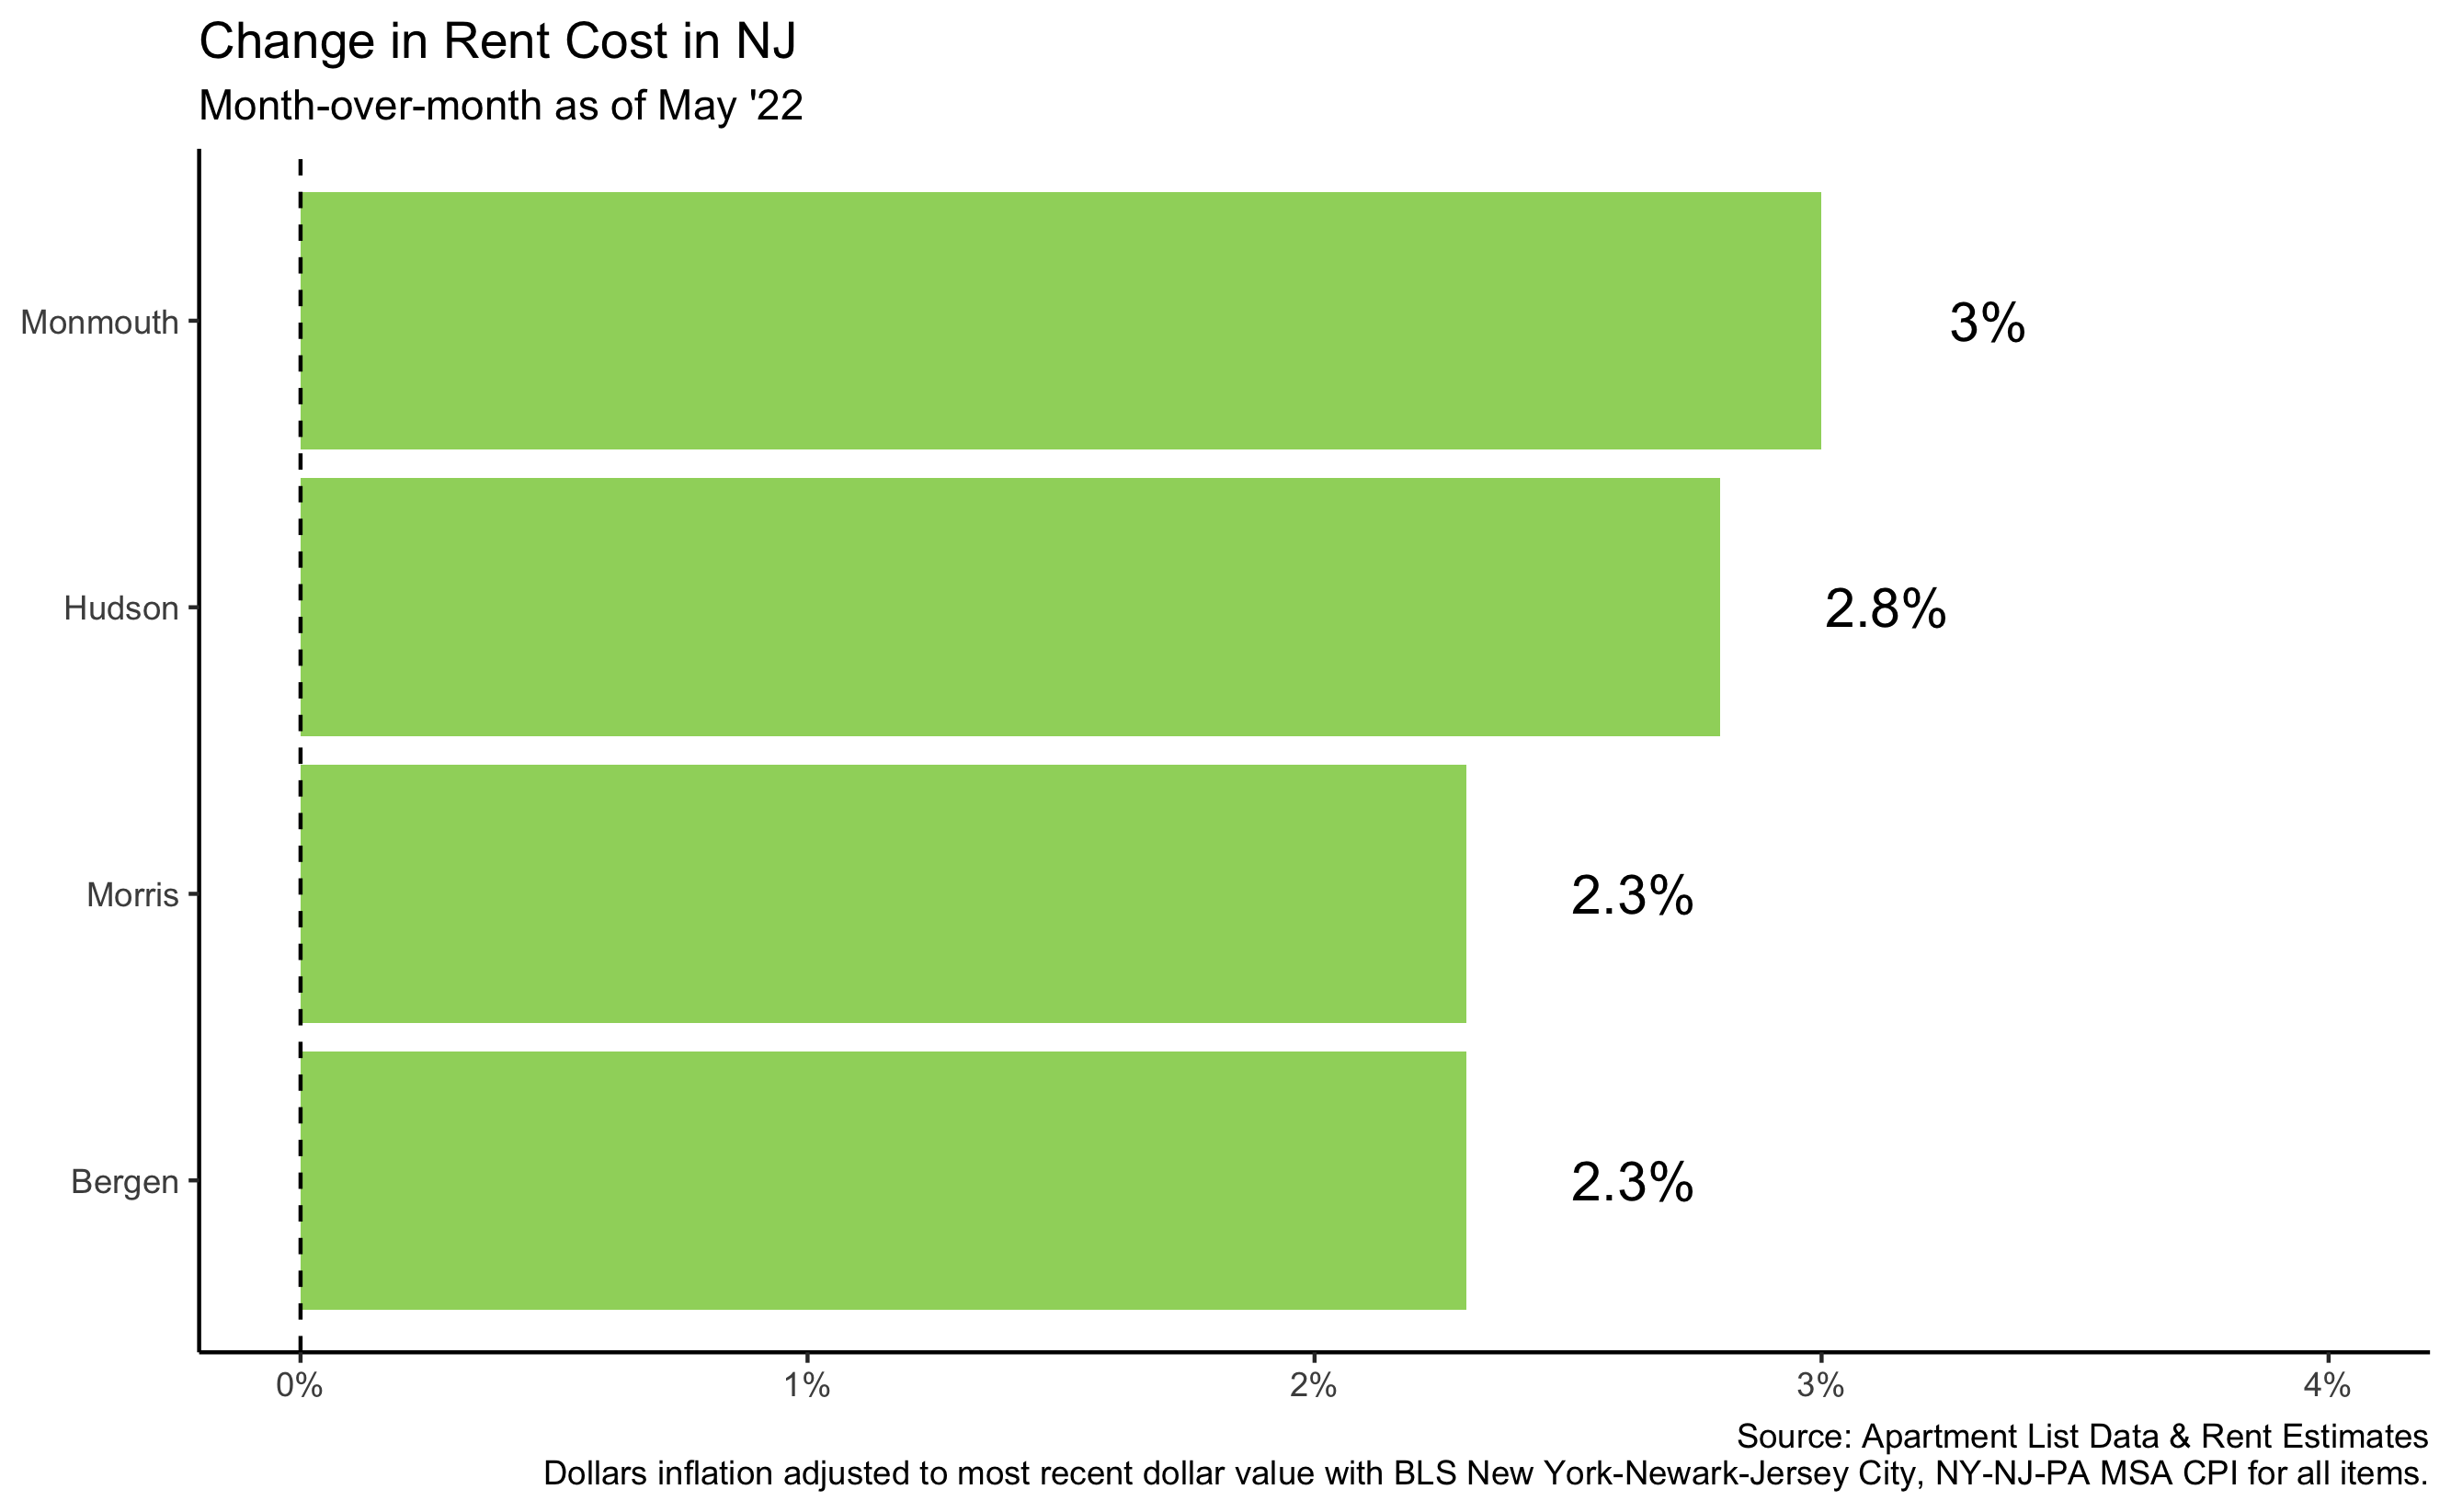 Change in Rent Cost in NJ
Month-over-month as of May '22
Monmouth
3%
Hudson
2.8%
Morris
2.3%
Bergen
2.3%
0% 1% 2% 3% 4%
Source: Apartment List Data & Rent Estimates
Dollars inflation adjusted to most recent dollar value with BLS New York-Newark-Jersey City, NY-NJ-PA MSA CPI for all items.